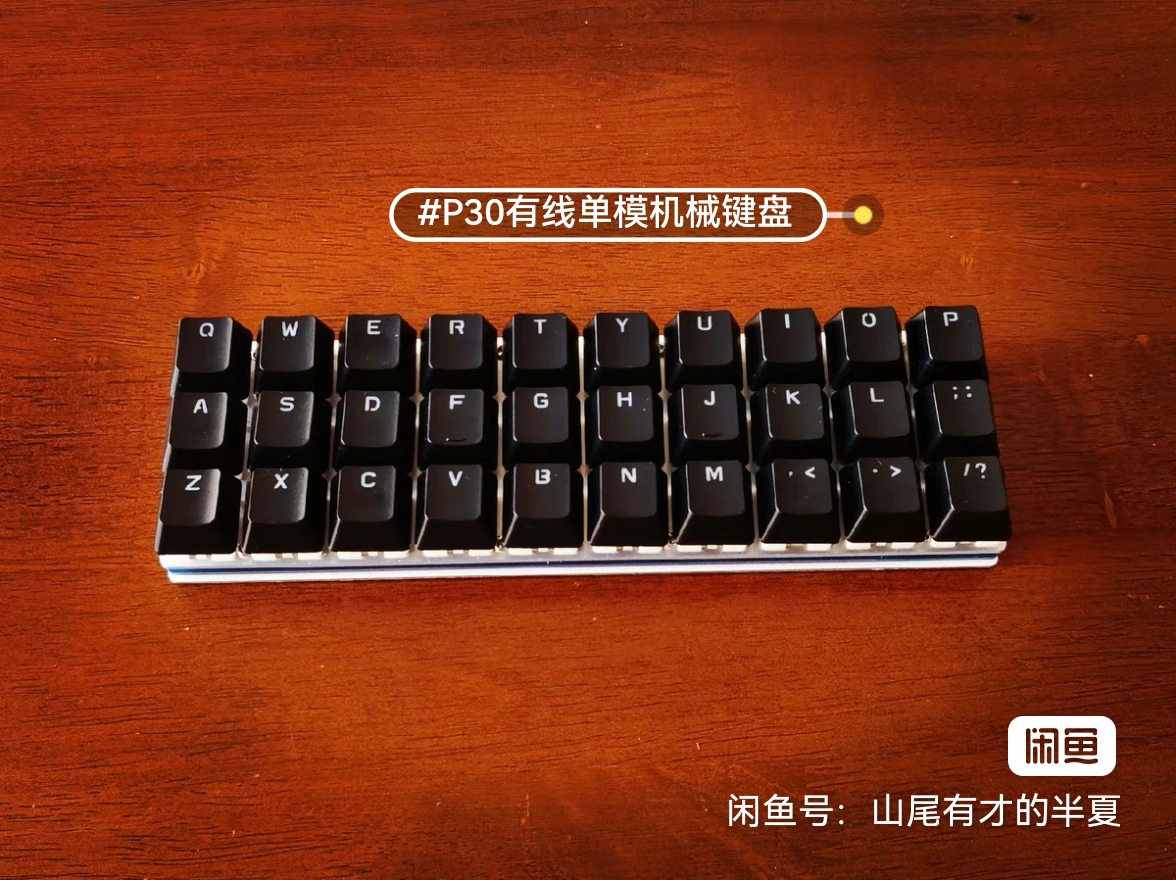 #P30有线单模机械键盘
Q W E R T Y U I O P
A S D F G H J K L ; :
Z X C V B N M , < . > / ?
闲鱼
闲鱼号：山尾有才的半夏